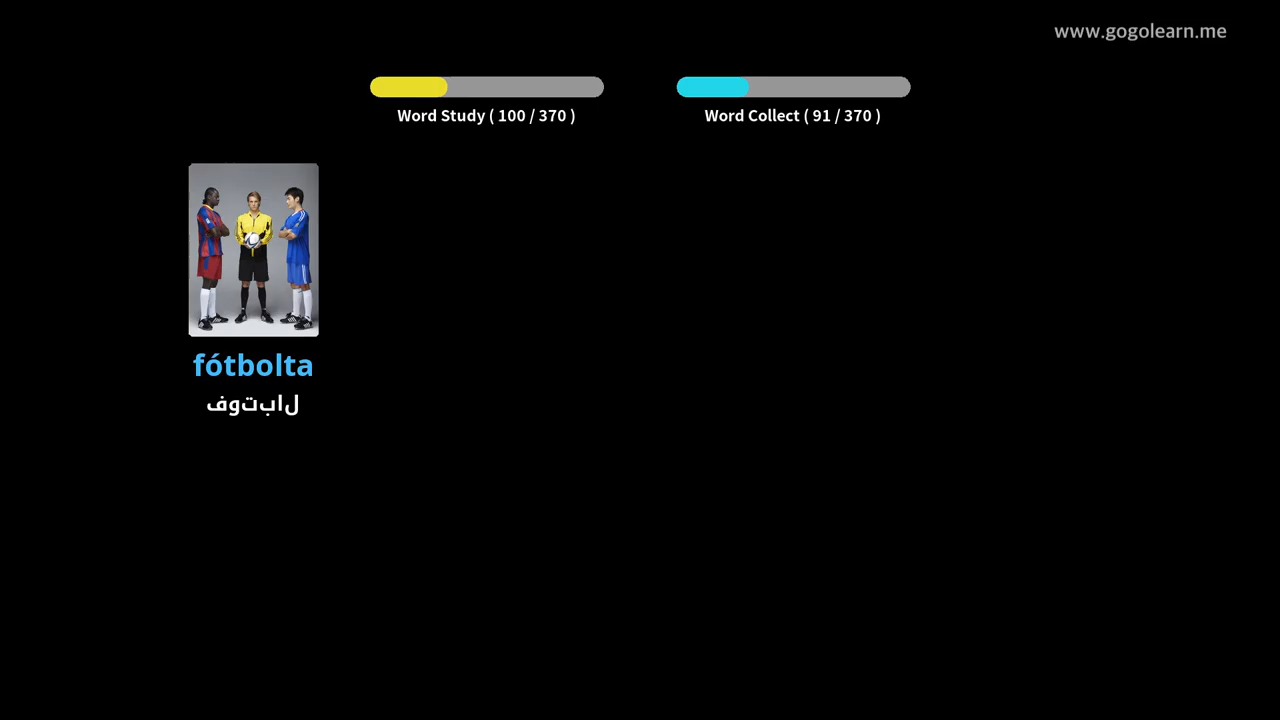 www.gogolearn.me
Word Study ( 100 / 370 )
Word Collect ( 91 / 370 )
fótbolta
لابتوف